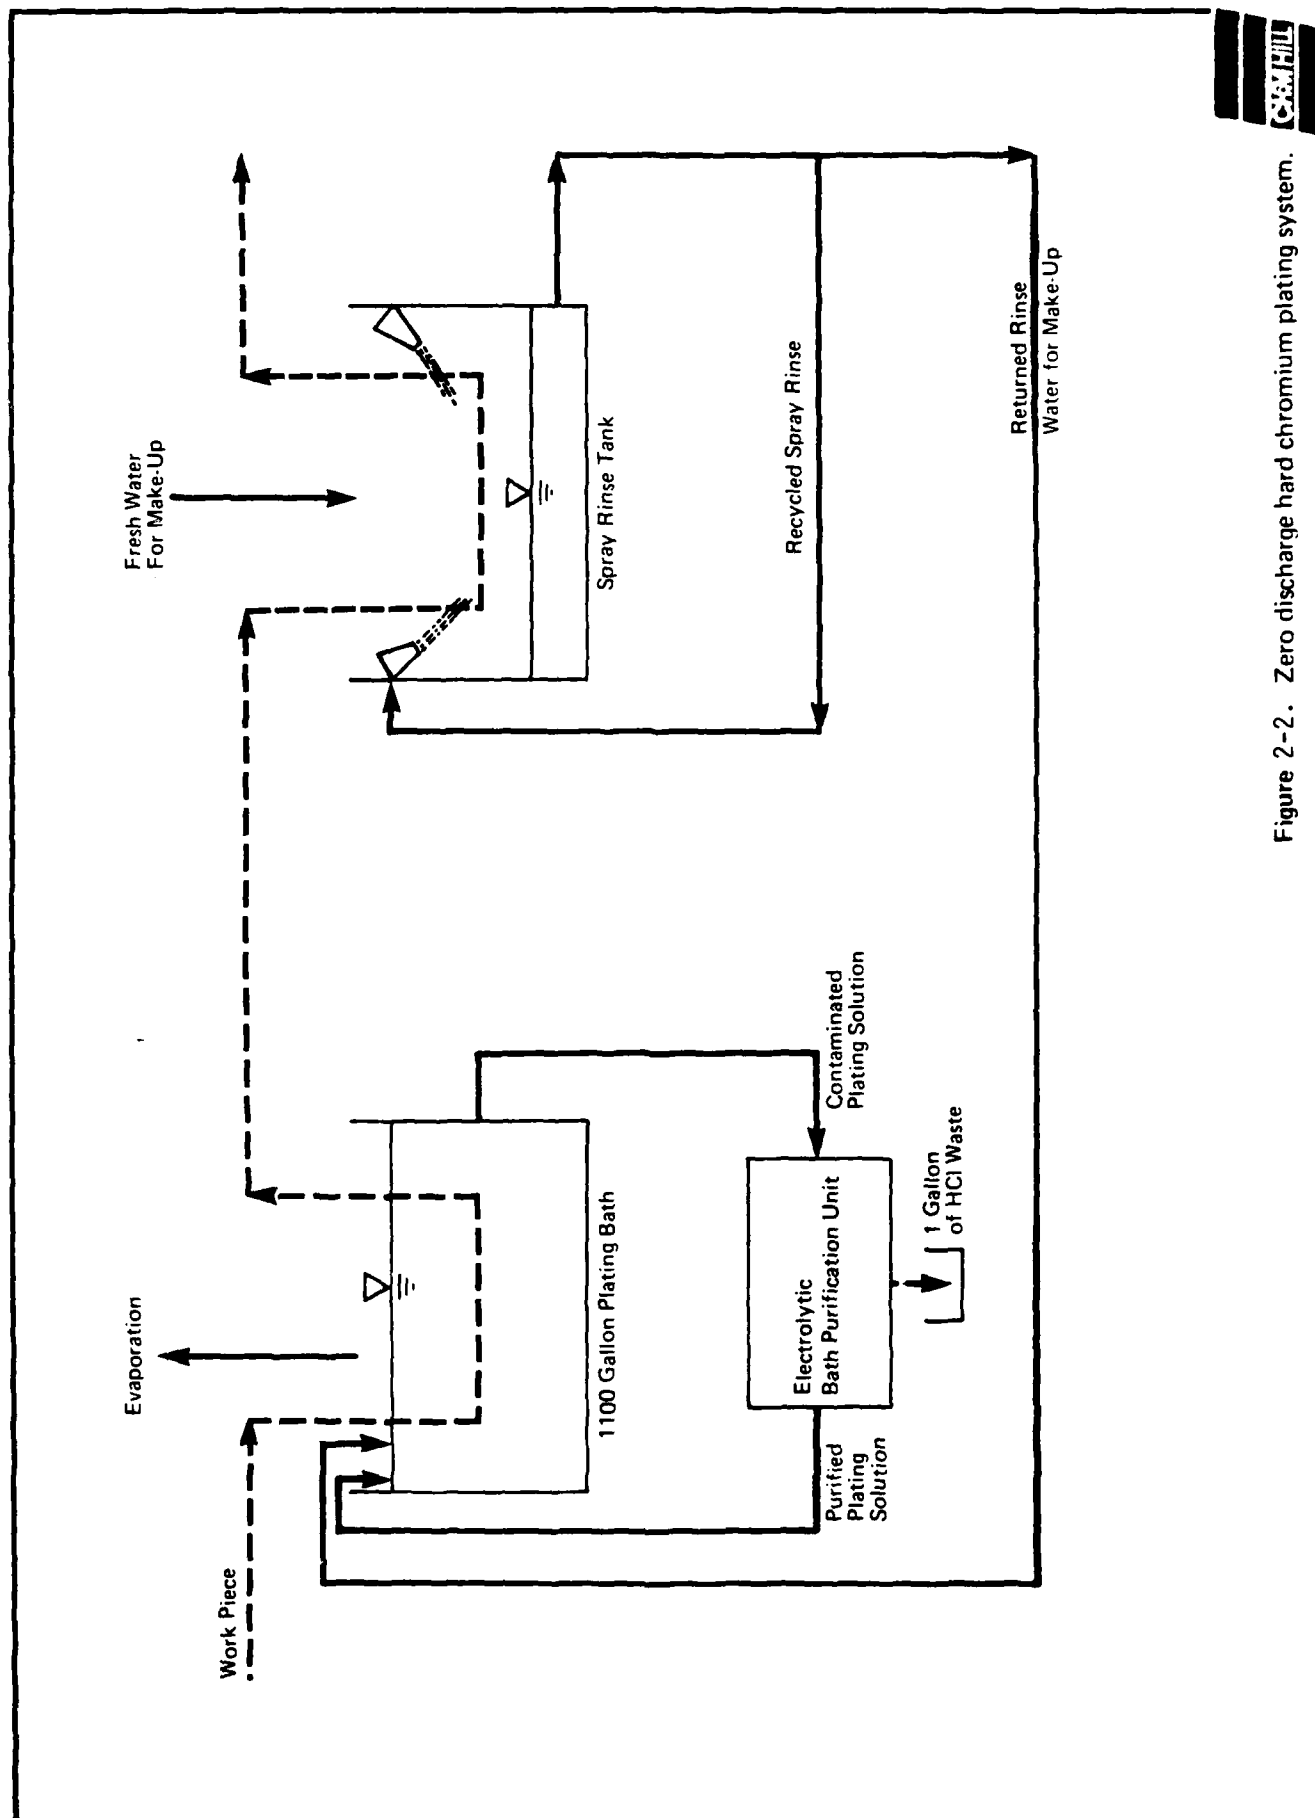 Work Piece
Evaporation
Fresh Water
For Make-Up
1100 Gallon Plating Bath
Spray Rinse Tank
Purified
Plating
Solution
Electrolytic
Bath Purification Unit
Contaminated
Plating Solution
1 Gallon
of HCl Waste
Recycled Spray Rinse
Returned Rinse
Water for Make-Up
Figure 2-2. Zero discharge hard chromium plating system.
CH2M HILL